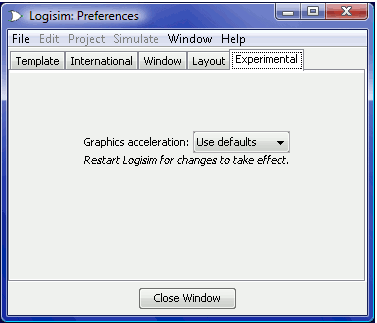 Logisim: Preferences
File Edit Project Simulate Window Help
Template International Window Layout Experimental
Graphics acceleration: Use defaults
Restart Logisim for changes to take effect.
Close Window